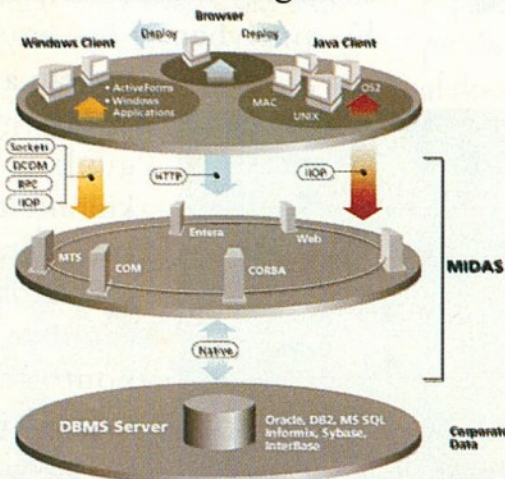 Browser
Windows Client
Deploy
Deploy
Java Client
• ActiveForms
• Windows
Applications
MAC
UNIX
OS2
Sockets
DCOM
RPC
IIOP
HTTP
IIOP
Entera
Web
MTS
COM
CORBA
MIDAS
Native
DBMS Server
Oracle, DB2, MS SQL
Informix, Sybase,
InterBase
Corporate
Data